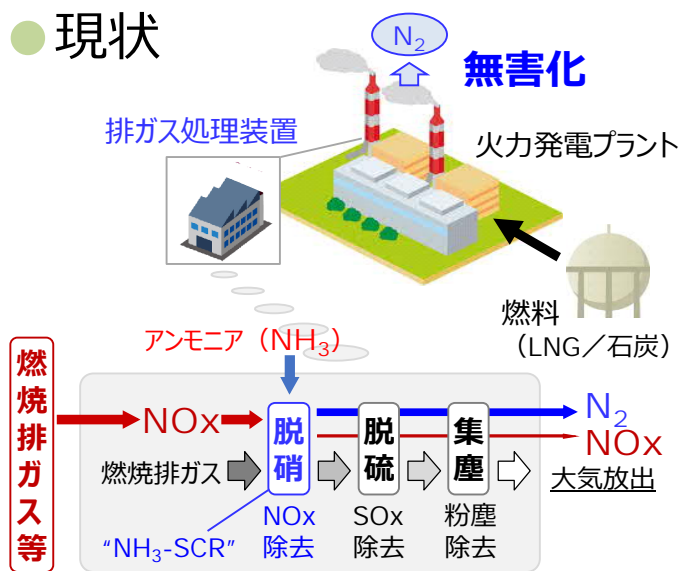 現状
N₂
無害化
排ガス処理装置
火力発電プラント
燃料
（LNG／石炭）
アンモニア（NH₃）
燃焼排ガス等
NOx
脱硝
脱硫
集塵
N₂
NOx
燃焼排ガス
大気放出
“NH₃-SCR”
NOx
除去
SOx
除去
粉塵
除去